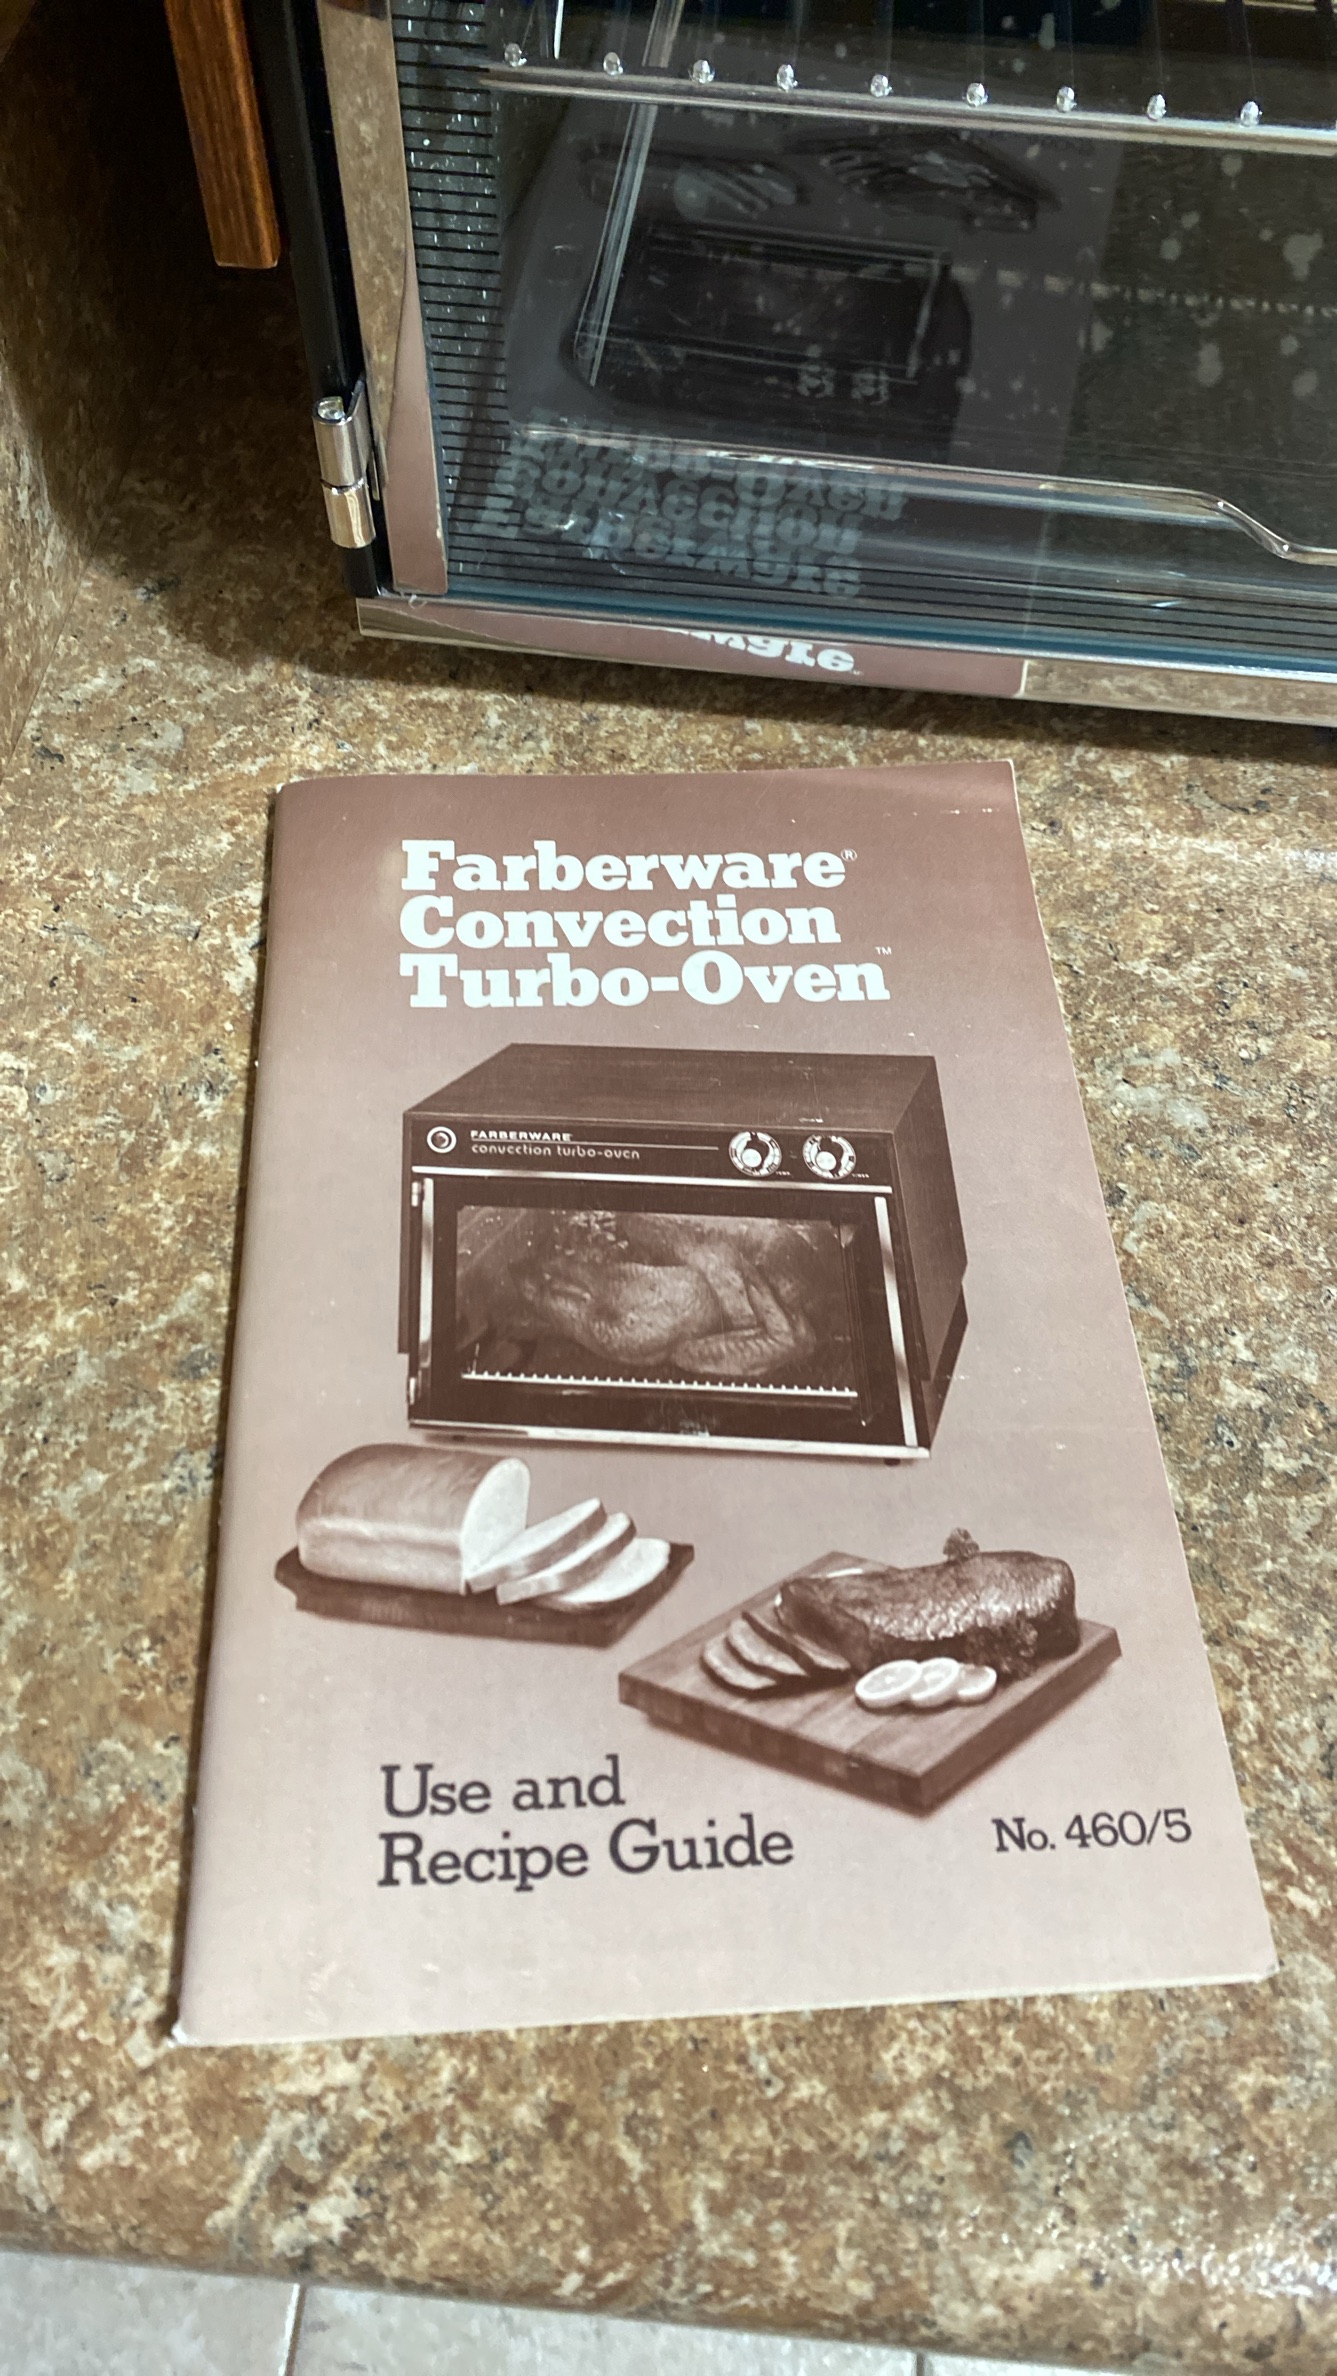 Farberware®
Convection
Turbo-Oven™
FARBERWARE
convection turbo-oven
Use and
Recipe Guide
No. 460/5